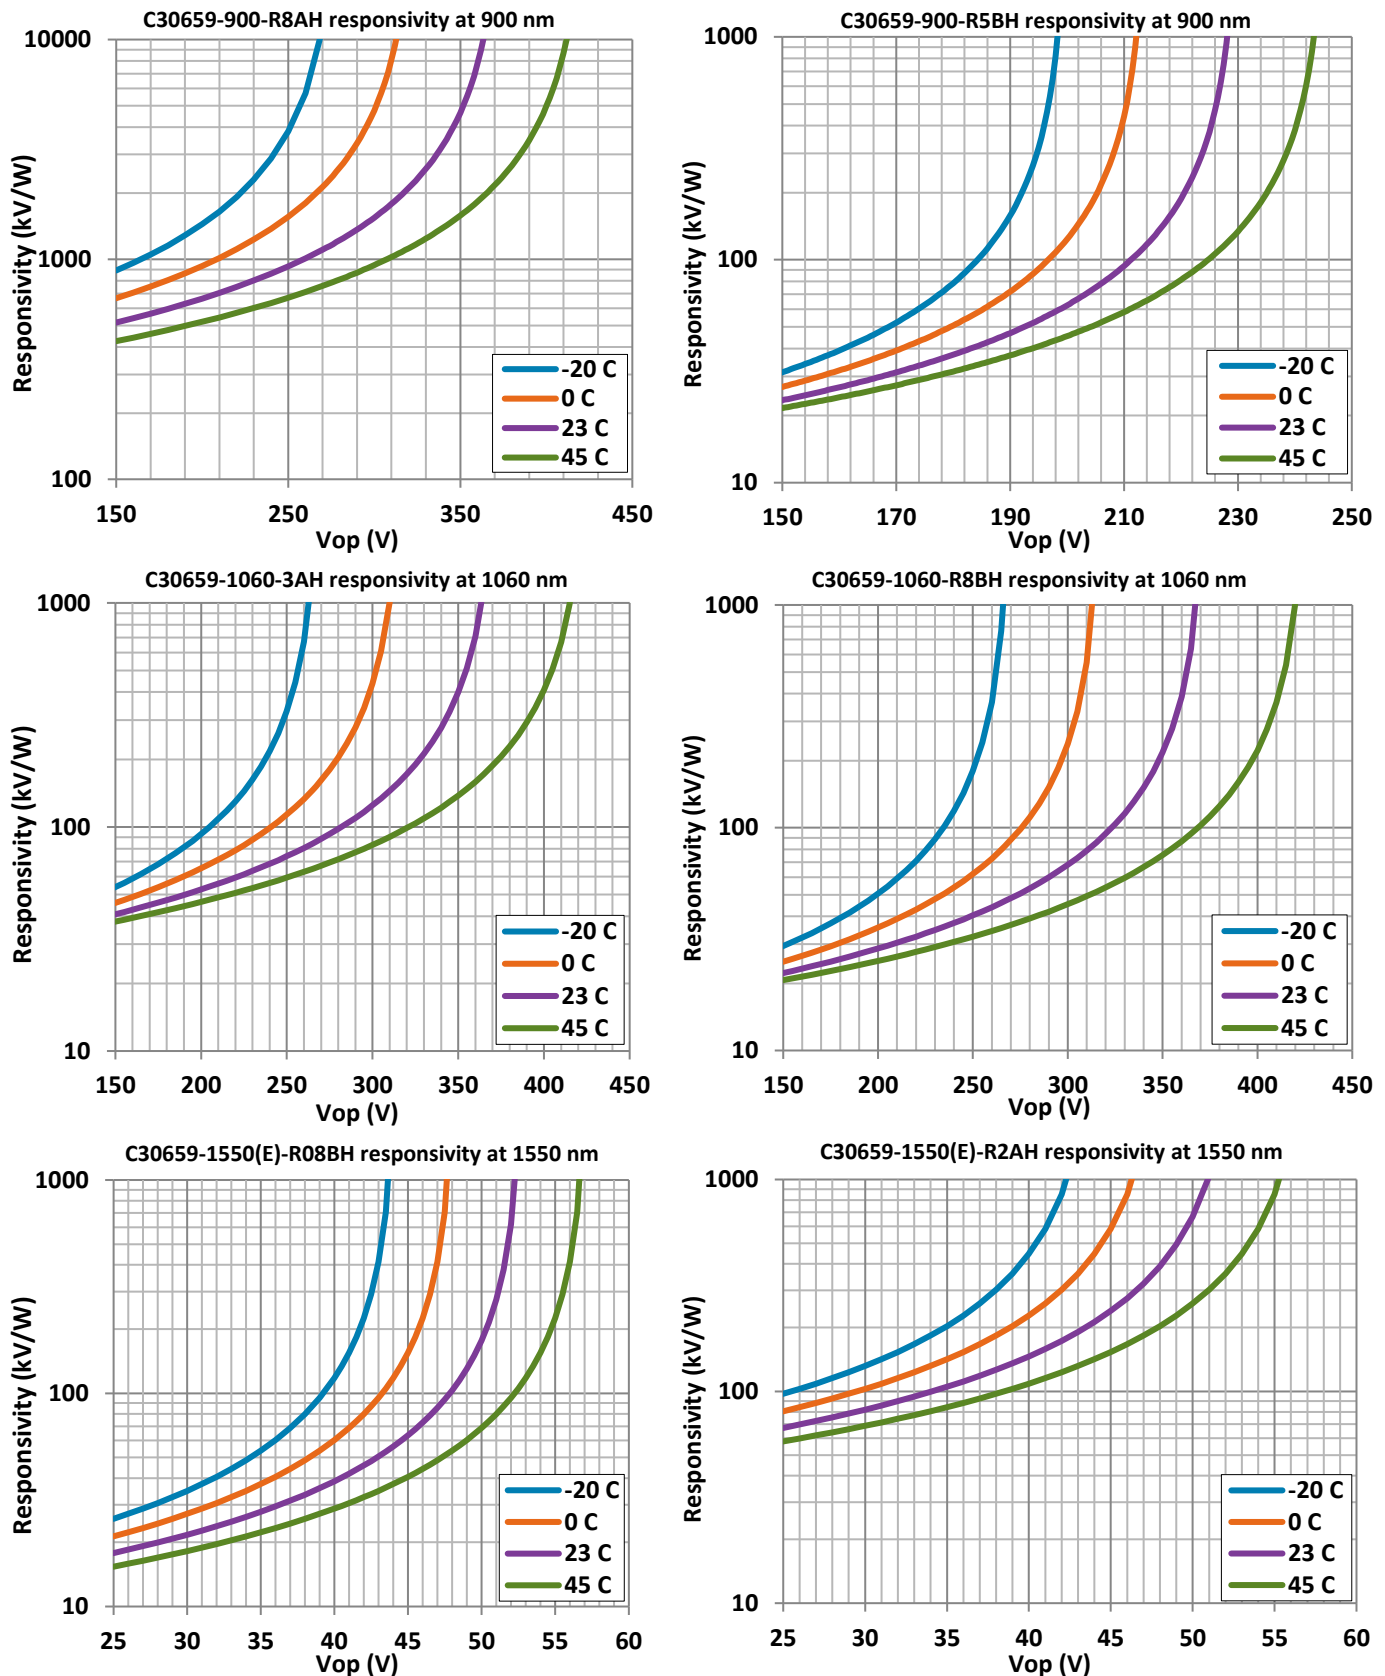 C30659-900-R8AH responsivity at 900 nm
Responsivity (kV/W)
10000
1000
100
-20 C
0 C
23 C
45 C
150 250 350 450
Vop (V)
C30659-900-R5BH responsivity at 900 nm
Responsivity (kV/W)
1000
100
10
-20 C
0 C
23 C
45 C
150 170 190 210 230 250
Vop (V)
C30659-1060-3AH responsivity at 1060 nm
Responsivity (kV/W)
1000
100
10
-20 C
0 C
23 C
45 C
150 200 250 300 350 400 450
Vop (V)
C30659-1060-R8BH responsivity at 1060 nm
Responsivity (kV/W)
1000
100
10
-20 C
0 C
23 C
45 C
150 200 250 300 350 400 450
Vop (V)
C30659-1550(E)-R08BH responsivity at 1550 nm
Responsivity (kV/W)
1000
100
10
-20 C
0 C
23 C
45 C
25 30 35 40 45 50 55 60
Vop (V)
C30659-1550(E)-R2AH responsivity at 1550 nm
Responsivity (kV/W)
1000
100
10
-20 C
0 C
23 C
45 C
25 30 35 40 45 50 55 60
Vop (V)